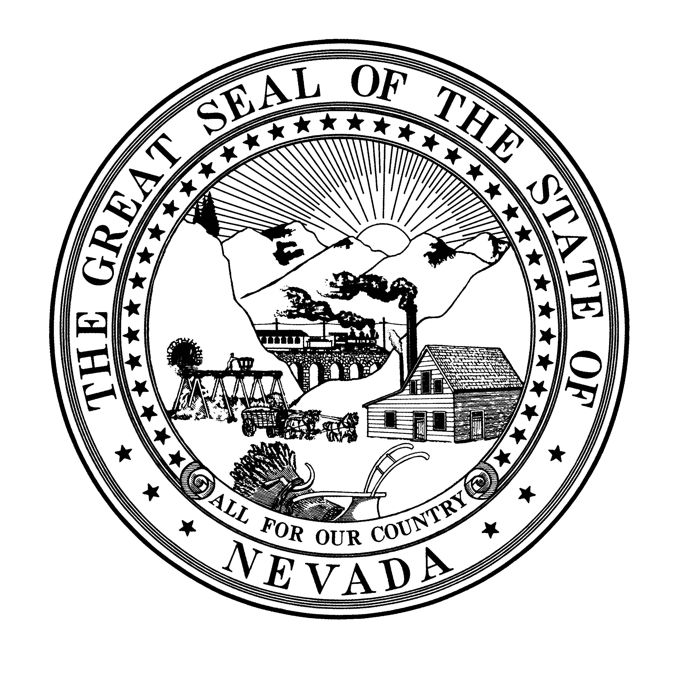 THE GREAT SEAL OF THE STATE OF
NEVADA
ALL FOR OUR COUNTRY